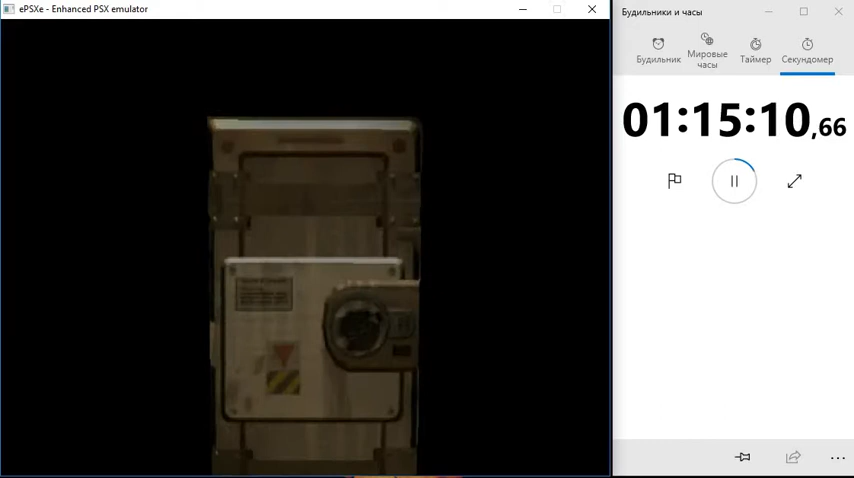 ePSXe - Enhanced PSX emulator
Будильники и часы
Будильник
Мировые
часы
Таймер
Секундомер
01:15:10,66